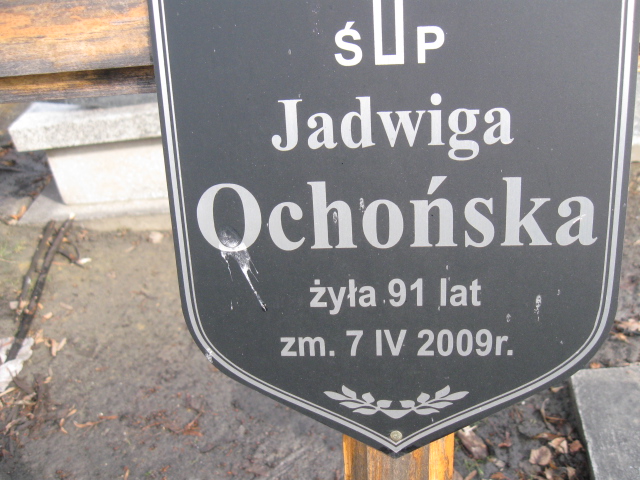 Ś P
Jadwiga
Ochońska
żyła 91 lat
zm. 7 IV 2009r.